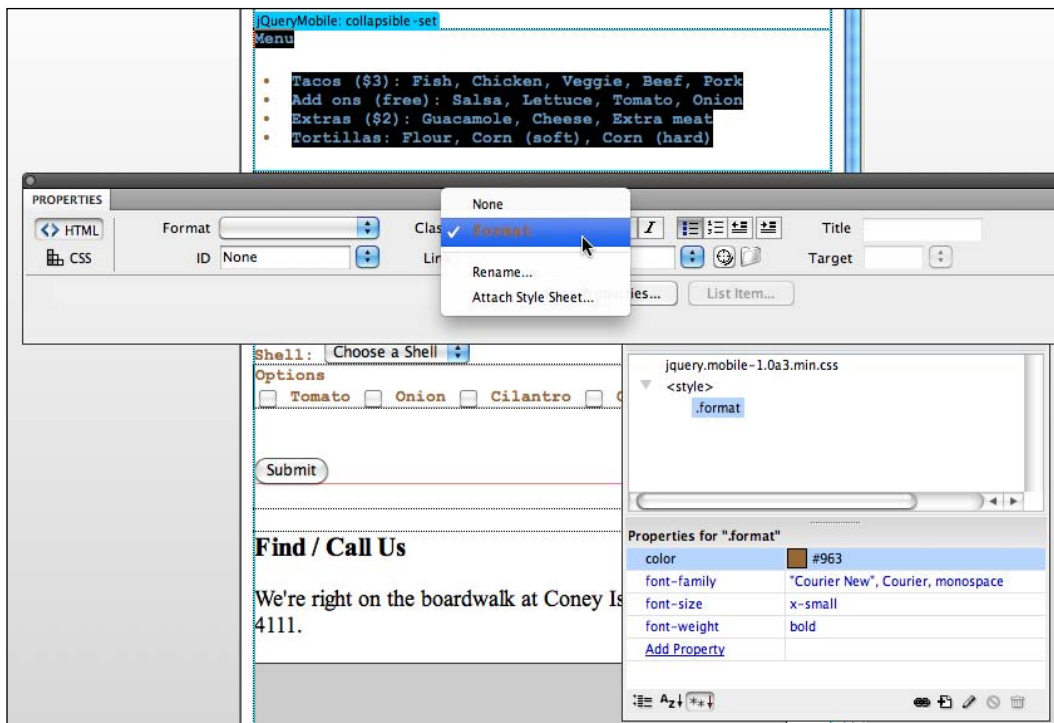 jQueryMobile: collapsible-set
Menu
• Tacos ($3): Fish, Chicken, Veggie, Beef, Pork
• Add ons (free): Salsa, Lettuce, Tomato, Onion
• Extras ($2): Guacamole, Cheese, Extra meat
• Tortillas: Flour, Corn (soft), Corn (hard)
PROPERTIES
<> HTML Format Clas I Title
CSS ID None Lin Target
None
✓ format
Rename...
Attach Style Sheet...
ies... List Item...
Shell: Choose a Shell
Options
Tomato Onion Cilantro
Submit
Find / Call Us
We're right on the boardwalk at Coney Is
4111.
jquery.mobile-1.0a3.min.css
<style>
.format
Properties for ".format"
color #963
font-family "Courier New", Courier, monospace
font-size x-small
font-weight bold
Add Property
Az↓ **↓